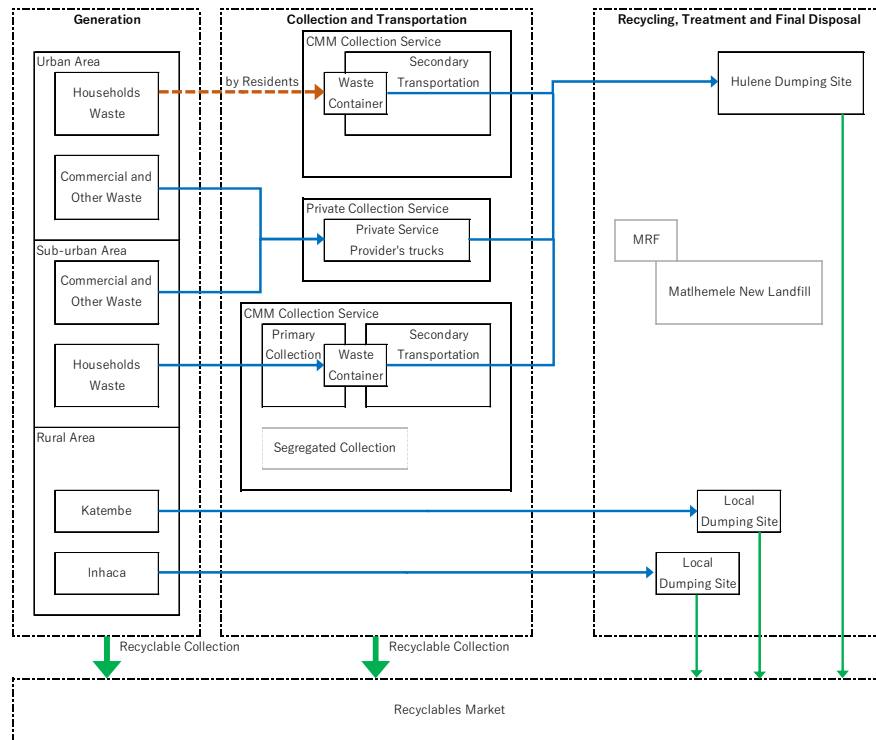 Generation
Urban Area
Households
Waste
Commercial and
Other Waste
Sub-urban Area
Commercial and
Other Waste
Households
Waste
Rural Area
Katembe
Inhaca
by Residents
Collection and Transportation
CMM Collection Service
Secondary
Transportation
Waste
Container
Private Collection Service
Private Service
Provider's trucks
CMM Collection Service
Primary
Collection
Waste
Container
Secondary
Transportation
Segregated Collection
Recycling, Treatment and Final Disposal
Hulene Dumping Site
MRF
Matlhemele New Landfill
Local
Dumping Site
Local
Dumping Site
Recyclable Collection
Recyclable Collection
Recyclables Market